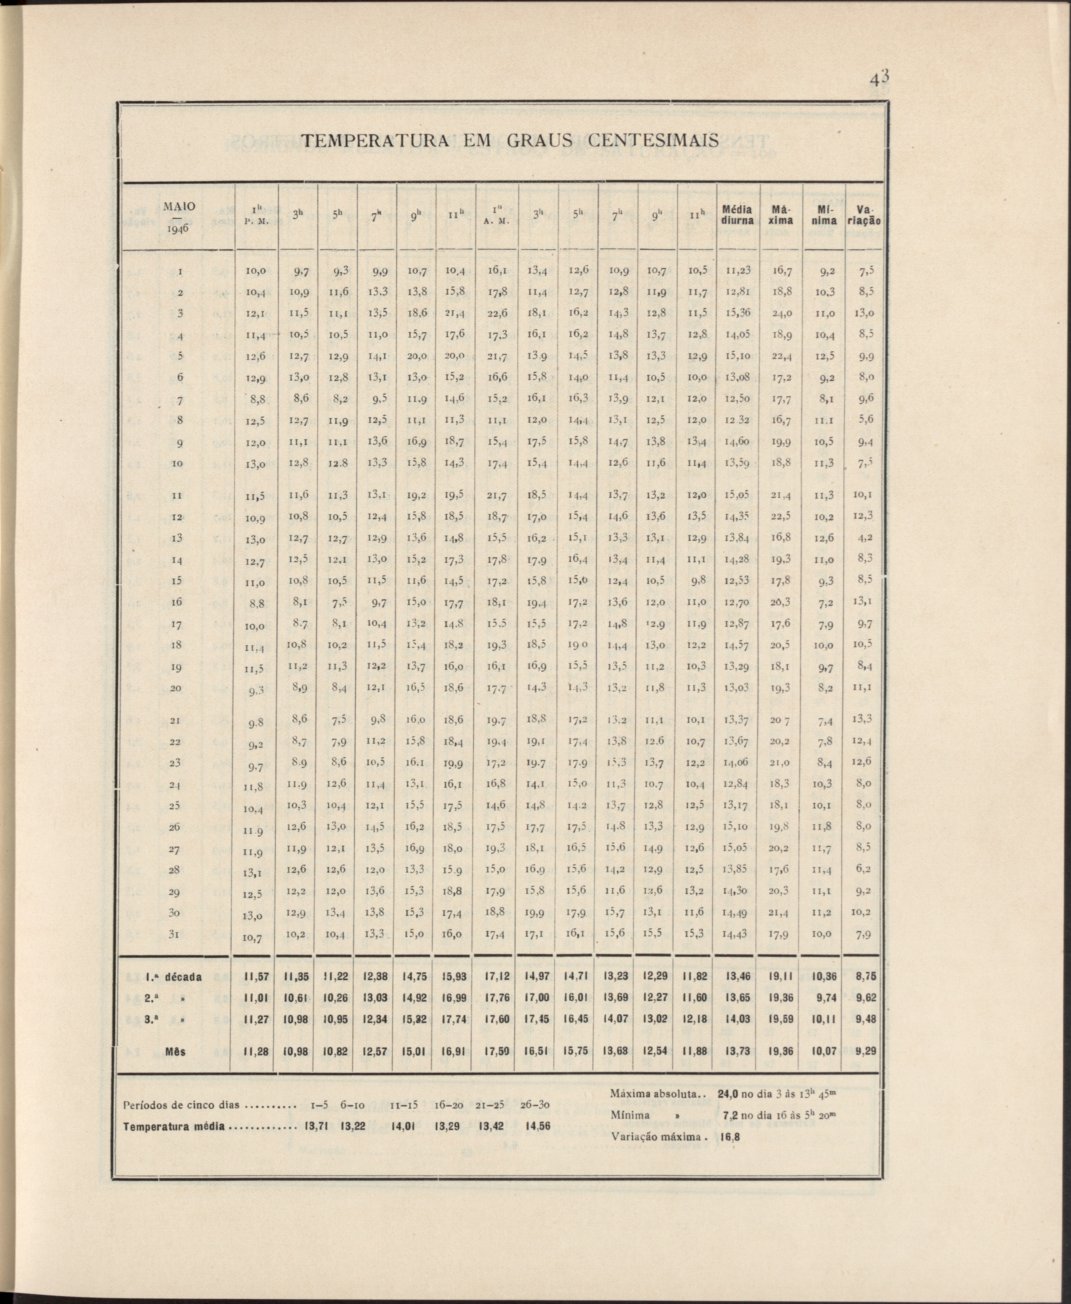 43
TEMPERATURA EM GRAUS CENTESIMAIS
MAIO — 1946 1h P. M. 3h 5h 7h 9h 11h 1h A. M. 3h 5h 7h 9h 11h Média diurna Má-xima Mí-nima Va-riação
1 10,0 9,7 9,3 9,9 10,7 10,4 16,1 13,4 12,6 10,9 10,7 10,5 11,23 16,7 9,2 7,5
2 10,4 10,9 11,6 13,3 13,8 15,8 17,8 11,4 12,7 12,8 11,9 11,7 12,81 18,8 10,3 8,5
3 12,1 11,5 11,1 13,5 18,6 21,4 22,6 18,1 16,2 14,3 12,8 11,5 15,36 24,0 11,0 13,0
4 11,4 10,5 10,5 11,0 15,7 17,6 17,3 16,1 16,2 14,8 13,7 12,8 14,05 18,9 10,4 8,5
5 12,6 12,7 12,9 14,1 20,0 20,0 21,7 13 9 14,5 13,8 13,3 12,9 15,10 22,4 12,5 9,9
6 12,9 13,0 12,8 13,1 13,0 15,2 16,6 15,8 14,0 11,4 10,5 10,0 13,08 17,2 9,2 8,0
7 8,8 8,6 8,2 9,5 11,9 14,6 15,2 16,1 16,3 13,9 12,1 12,0 12,50 17,7 8,1 9,6
8 12,5 12,7 11,9 12,5 11,1 11,3 11,1 12,0 14,4 13,1 12,5 12,0 12 32 16,7 11.1 5,6
9 12,0 11,1 11,1 13,6 16,9 18,7 15,4 17,5 15,8 14,7 13,8 13,4 14,60 19,9 10,5 9,4
10 13,0 12,8 12.8 13,3 15,8 14,3 17,4 15,4 14,4 12,6 11,6 11,4 13,59 18,8 11,3 7,5
11 11,5 11,6 11,3 13,1 19,2 19,5 21,7 18,5 14,4 13,7 13,2 12,0 15,05 21,4 11,3 10,1
12 10,9 10,8 10,5 12,4 15,8 18,5 18,7 17,0 15,4 14,6 13,6 13,5 14,35 22,5 10,2 12,3
13 13,0 12,7 12,7 12,9 13,6 14,8 15,5 16,2 15,1 13,3 13,1 12,9 13,84 16,8 12,6 4,2
14 12,7 12,5 12,1 13,0 15,2 17,3 17,8 17,9 16,4 13,4 11,4 11,1 14,28 19,3 11,0 8,3
15 11,0 10,8 10,5 11,5 11,6 14,5 17,2 15,8 15,0 12,4 10,5 9,8 12,53 17,8 9,3 8,5
16 8,8 8,1 7,5 9,7 15,0 17,7 18,1 19,4 17,2 13,6 12,0 11,0 12,70 20,3 7,2 13,1
17 10,0 8.7 8,1 10,4 13,2 14.8 15.5 15,5 17,2 14,8 12,9 11,9 12,87 17,6 7,9 9,7
18 11,4 10,8 10,2 11,5 15,4 18,2 19,3 18,5 19 0 14,4 13,0 12,2 14,57 20,5 10,0 10,5
19 11,5 11,2 11,3 12,2 13,7 16,0 16,1 16,9 15,5 13,5 11,2 10,3 13,29 18,1 9,7 8,4
20 9.3 8,9 8,4 12,1 16,5 18,6 17,7 14,3 14,3 13,2 11,8 11,3 13,03 19,3 8,2 11,1
21 9.8 8,6 7,5 9,8 16,0 18,6 19,7 18,8 17,2 13.2 11,1 10,1 13,37 20 7 7,4 13,3
22 9,2 8,7 7,9 11,2 15,8 18,4 19,4 19,1 17,4 13,8 12.6 10,7 13,67 20,2 7,8 12,4
23 9,7 8.9 8,6 10,5 16.1 19,9 17,2 19,7 17,9 15,3 13,7 12,2 14,06 21,0 8,4 12,6
24 11,8 11.9 12,6 11,4 13,1 16,1 16,8 14,1 15,0 11,3 10.7 10,4 12,84 18,3 10,3 8,0
25 10,4 10,3 10,4 12,1 15,5 17,5 14,6 14,8 14.2 13,7 12,8 12,5 13,17 18,1 10,1 8,0
26 11 9 12,6 13,0 14,5 16,2 18,5 17,5 17,7 17,5 14.8 13,3 12,9 15,10 19,8 11,8 8,0
27 11,9 11,9 12,1 13,5 16,9 18,0 19,3 18,1 16,5 15,6 14,9 12,6 15,05 20,2 11,7 8,5
28 13,1 12,6 12,6 12,0 13,3 15 9 15,0 16,9 15,6 14,2 12,9 12,5 13,85 17,6 11,4 6,2
29 12,5 12,2 12,0 13,6 15,3 18,8 17,9 15,8 15,6 11,6 12,6 13,2 14,30 20,3 11,1 9,2
30 13,0 12,9 13,4 13,8 15,3 17,4 18,8 19,9 17,9 15,7 13,1 11,6 14,49 21,4 11,2 10,2
31 10,7 10,2 10,4 13,3 15,0 16,0 17,4 17,1 16,1 15,6 15,5 15,3 14,43 17,9 10,0 7,9
1.ª década 11,57 11,35 11,22 12,38 14,75 15,93 17,12 14,97 14,71 13,23 12,29 11,82 13,46 19,11 10,36 8,75
2.ª » 11,01 10,61 10,26 13,03 14,92 16,99 17,76 17,00 16,01 13,69 12,27 11,60 13,65 19,36 9,74 9,62
3.ª » 11,27 10,98 10,95 12,34 15,32 17,74 17,60 17,45 16,45 14,07 13,02 12,18 14,03 19,59 10,11 9,48
Mês 11,28 10,98 10,82 12,57 15,01 16,91 17,50 16,51 15,75 13,68 12,54 11,88 13,73 19,36 10,07 9,29
Períodos de cinco dias .......... 1—5 6—10 11—15 16—20 21—25 26—30
Temperatura média ............. 13,71 13,22 14,01 13,29 13,42 14,56
Máxima absoluta.. 24,0 no dia 3 às 13h 45m
Mínima » 7,2 no dia 16 às 5h 20m
Variação máxima . 16,8